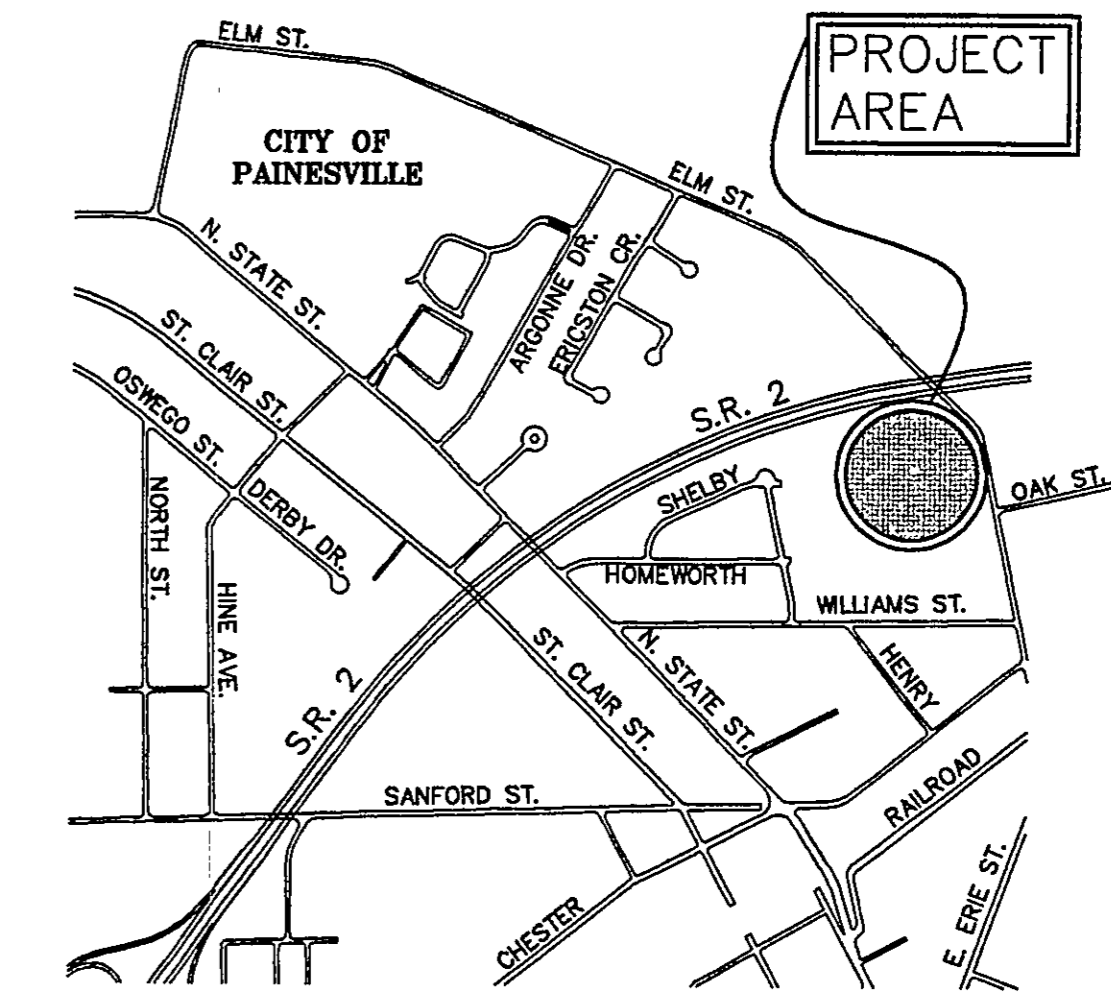 ELM ST.
PROJECT
AREA
CITY OF
PAINESVILLE
ELM ST.
N. STATE ST.
ARGONNE DR.
ERICSTON CR.
ST. CLAIR ST.
OSWEGO ST.
S.R. 2
SHELBY
OAK ST.
NORTH ST.
DERBY DR.
HOMEWORTH
HINE AVE.
WILLIAMS ST.
ST. CLAIR ST.
N. STATE ST.
HENRY
S.R. 2
SANFORD ST.
RAILROAD
E. ERIE ST.
CHESTER